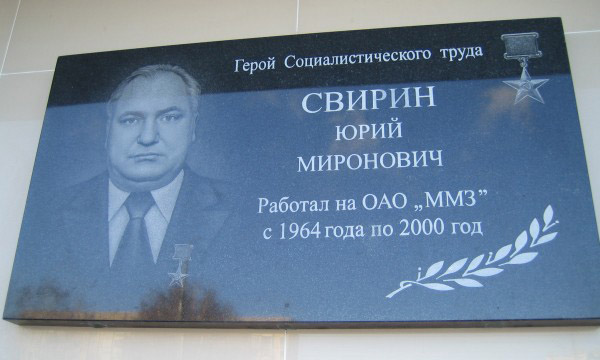 Герой Социалистического труда
СВИРИН
ЮРИЙ
МИРОНОВИЧ
Работал на ОАО „ММЗ”
с 1964 года по 2000 год